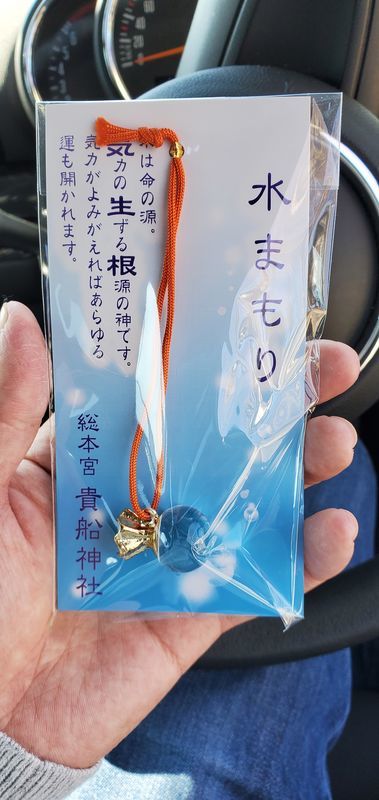 水まもり
水は命の源。
気力の生ずる根源の神です。
気力がよみがえればあらゆる
運も開かれます。
総本宮 貴船神社